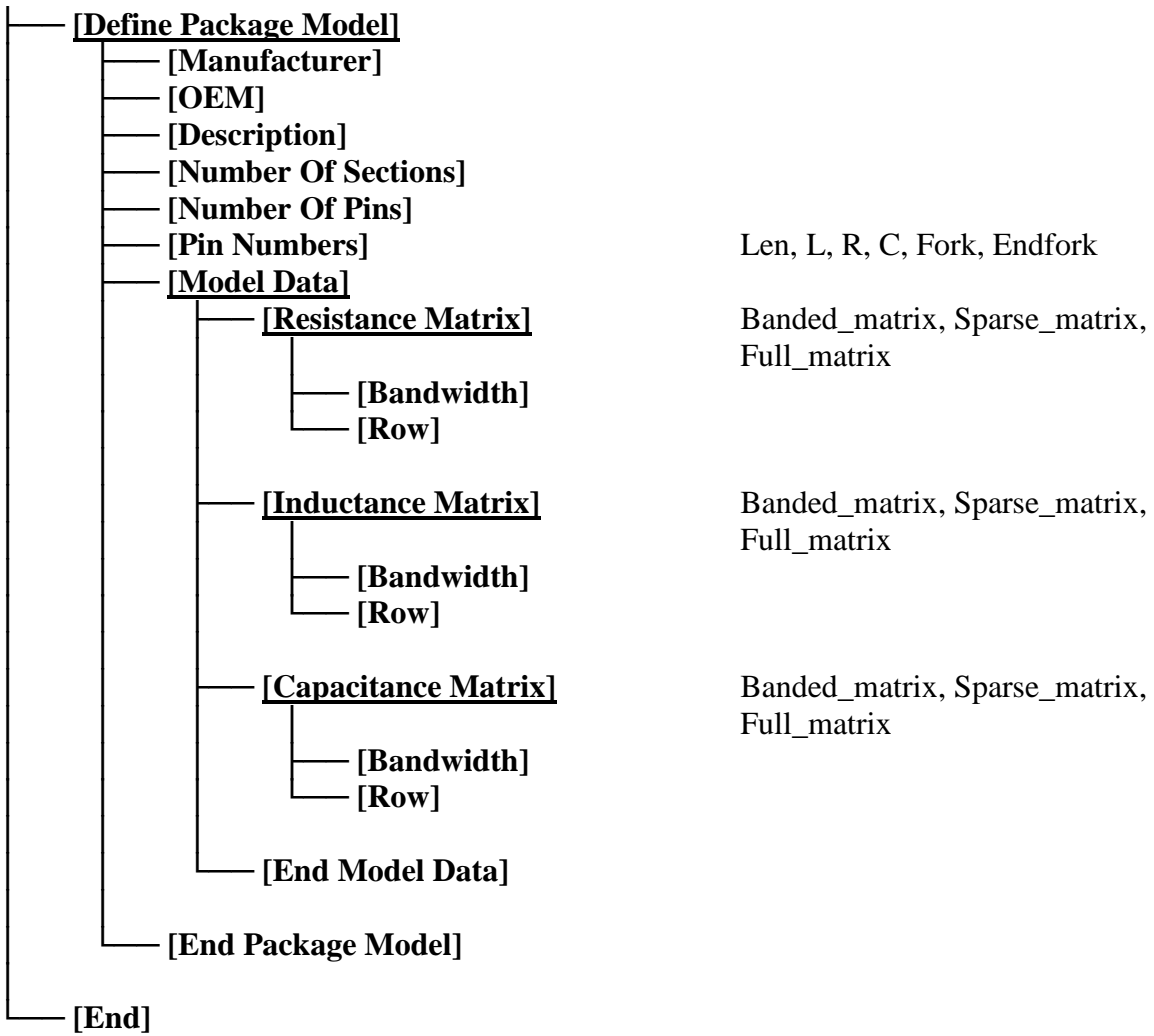 [Define Package Model]
[Manufacturer]
[OEM]
[Description]
[Number Of Sections]
[Number Of Pins]
[Pin Numbers] Len, L, R, C, Fork, Endfork
[Model Data]
[Resistance Matrix] Banded_matrix, Sparse_matrix,
Full_matrix
[Bandwidth]
[Row]
[Inductance Matrix] Banded_matrix, Sparse_matrix,
Full_matrix
[Bandwidth]
[Row]
[Capacitance Matrix] Banded_matrix, Sparse_matrix,
Full_matrix
[Bandwidth]
[Row]
[End Model Data]
[End Package Model]
[End]